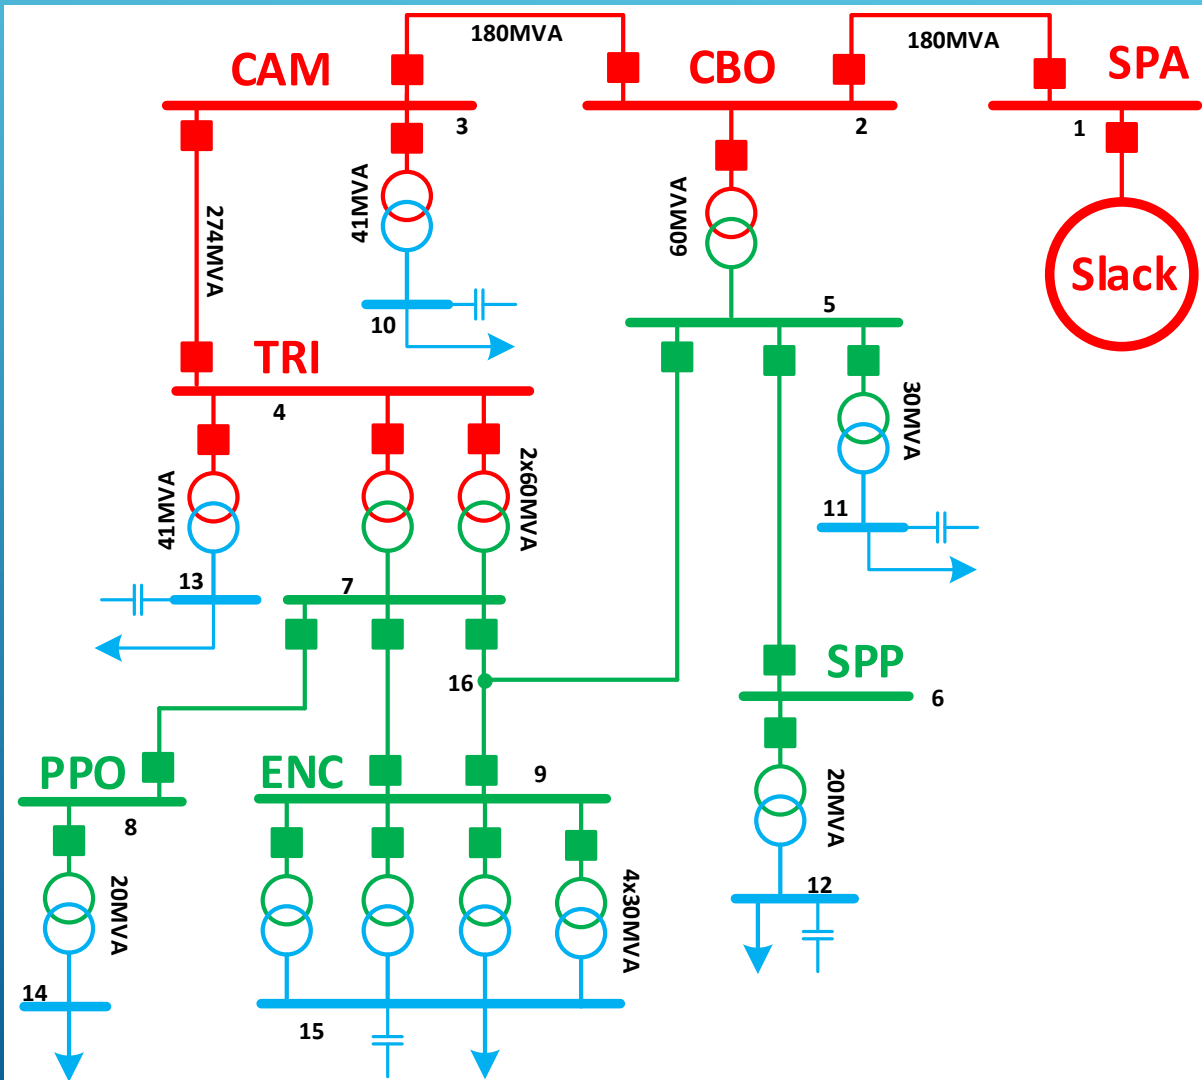 180MVA
180MVA
CAM
CBO
SPA
3
2
1
41MVA
60MVA
274MVA
Slack
10
5
TRI
4
30MVA
41MVA
2x60MVA
11
13
7
16
SPP
6
PPO
ENC
9
8
20MVA
20MVA
4x30MVA
12
14
15